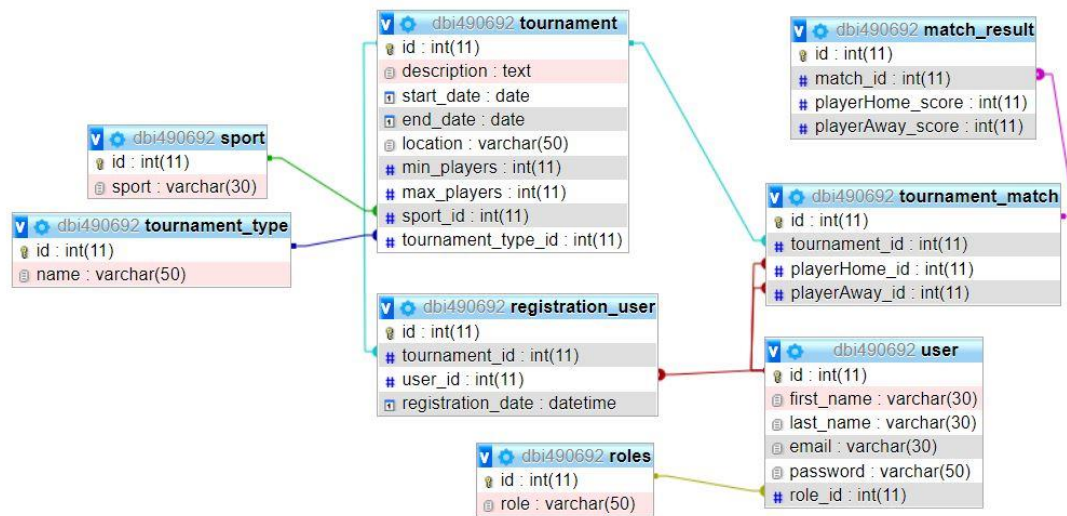 dbi490692 tournament
id : int(11)
description : text
start_date : date
end_date : date
location : varchar(50)
min_players : int(11)
max_players : int(11)
sport_id : int(11)
tournament_type_id : int(11)
dbi490692 match_result
id : int(11)
match_id : int(11)
playerHome_score : int(11)
playerAway_score : int(11)
dbi490692 sport
id : int(11)
sport : varchar(30)
dbi490692 tournament_type
id : int(11)
name : varchar(50)
dbi490692 tournament_match
id : int(11)
tournament_id : int(11)
playerHome_id : int(11)
playerAway_id : int(11)
dbi490692 registration_user
id : int(11)
tournament_id : int(11)
user_id : int(11)
registration_date : datetime
dbi490692 user
id : int(11)
first_name : varchar(30)
last_name : varchar(30)
email : varchar(30)
password : varchar(50)
role_id : int(11)
dbi490692 roles
id : int(11)
role : varchar(50)